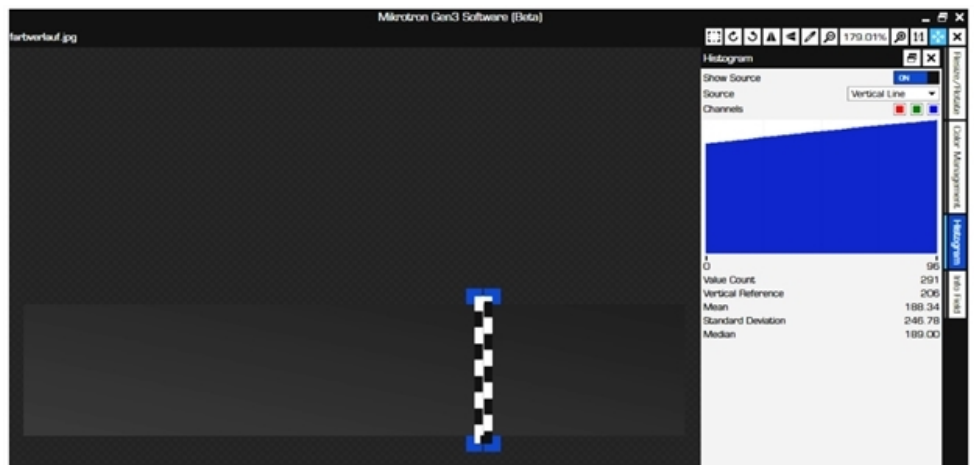 Mikrotron Gen3 Software (Beta)
farbverlauf.jpg
179.01%
1:1
Histogram
Show Source
ON
Source
Vertical Line
Channels
0
96
Value Count
291
Vertical Reference
206
Mean
188.34
Standard Deviation
246.78
Median
189.00
Resize/Rotate
Color Management
Histogram
Info Field